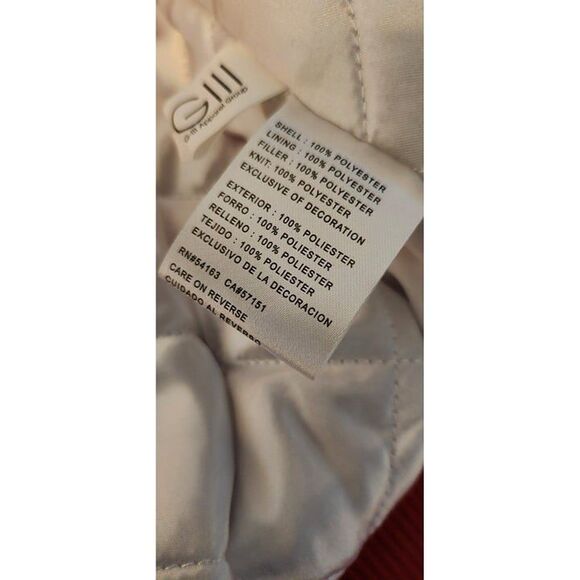 GIII
G-III Apparel Group
SHELL : 100% POLYESTER
LINING : 100% POLYESTER
FILLER : 100% POLYESTER
KNIT: 100% POLYESTER
EXCLUSIVE OF DECORATION
EXTERIOR : 100% POLIESTER
FORRO : 100% POLIESTER
RELLENO : 100% POLIESTER
TEJIDO : 100% POLIESTER
EXCLUSIVO DE LA DECORACION
RN#54163 CA#57151
CARE ON REVERSE
CUIDADO AL REVERRO